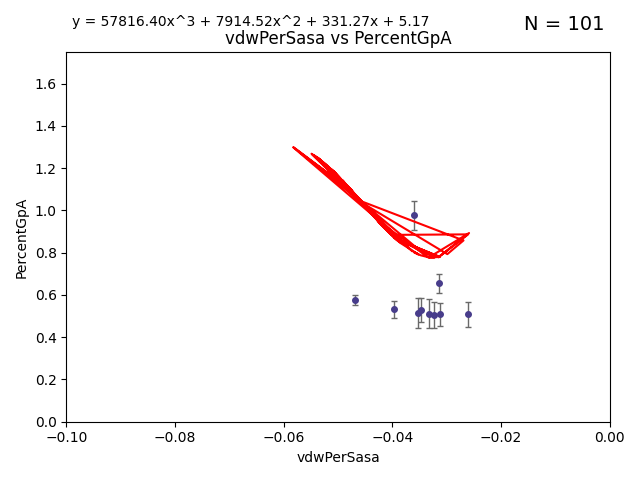 y = 57816.40x^3 + 7914.52x^2 + 331.27x + 5.17
N = 101
vdwPerSasa vs PercentGpA
1.6
1.4
1.2
1.0
0.8
0.6
0.4
0.2
0.0
PercentGpA
−0.10 −0.08 −0.06 −0.04 −0.02 0.00
vdwPerSasa